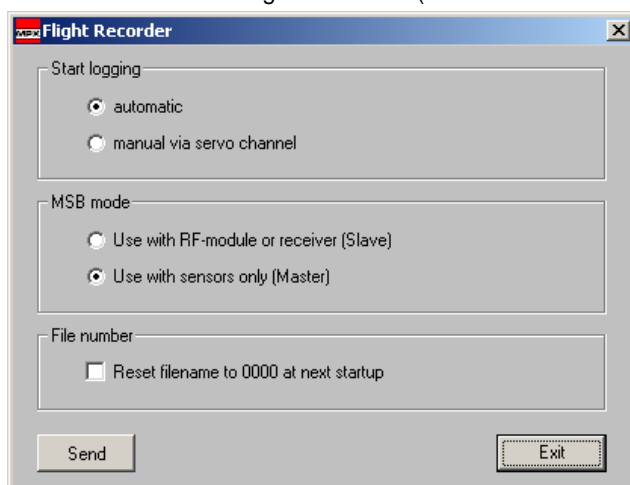 MPX Flight Recorder
Start logging
automatic
manual via servo channel
MSB mode
Use with RF-module or receiver (Slave)
Use with sensors only (Master)
File number
Reset filename to 0000 at next startup
Send Exit